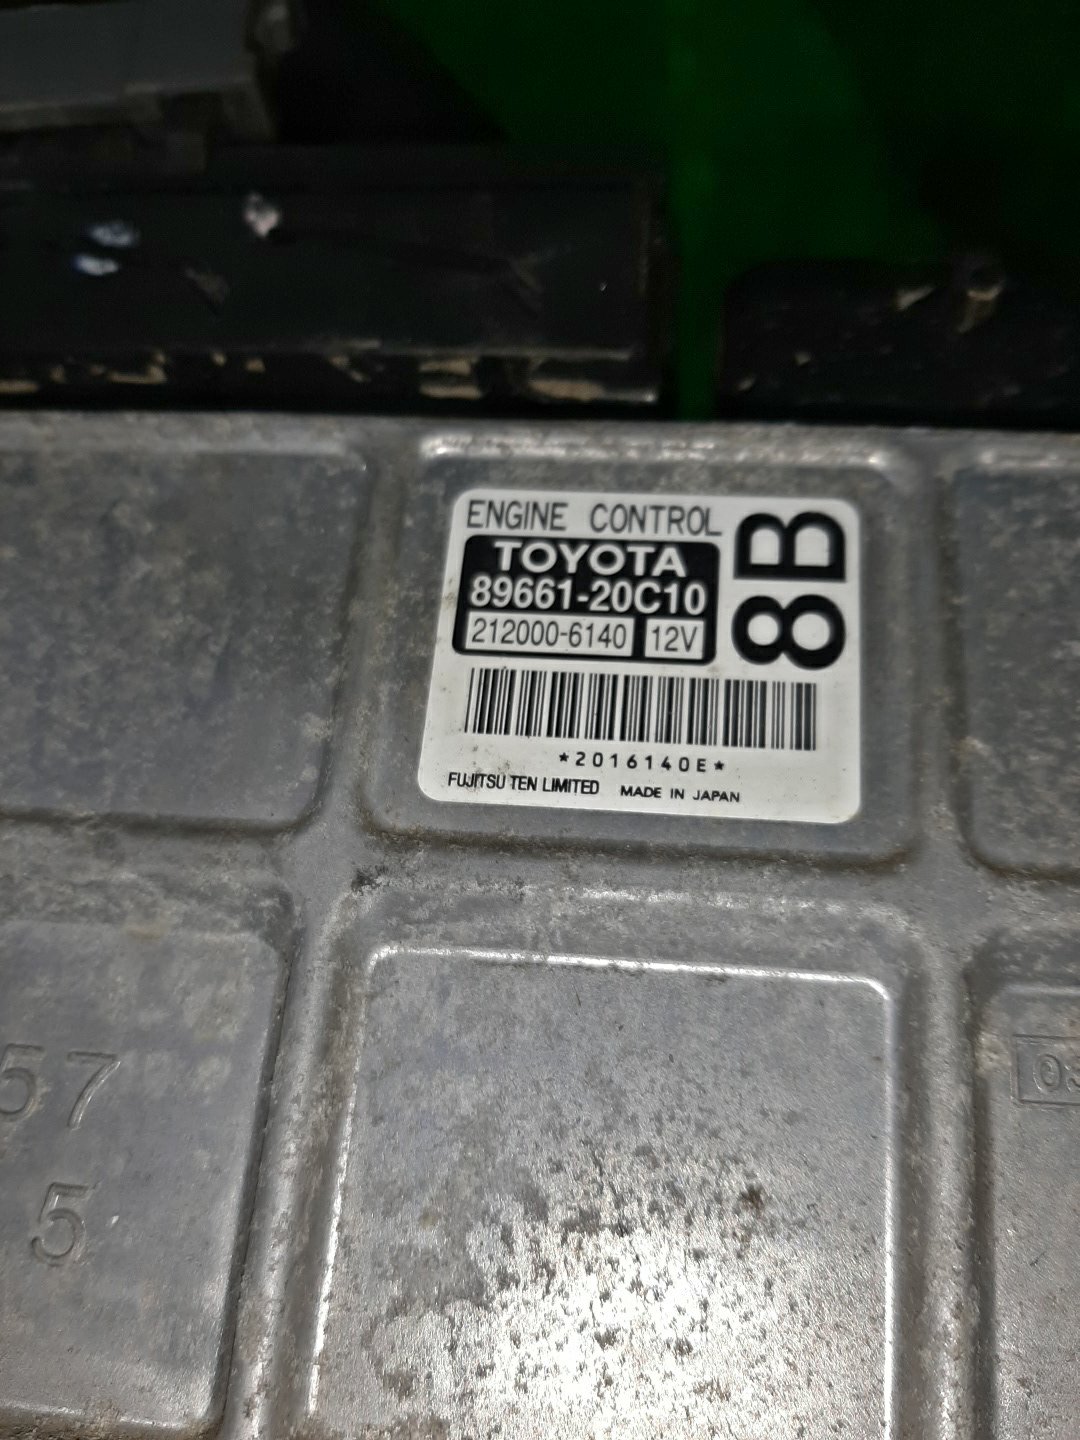 ENGINE CONTROL
TOYOTA
89661-20C10
212000-6140 12V
8B
*2016140E*
FUJITSU TEN LIMITED MADE IN JAPAN
57
5